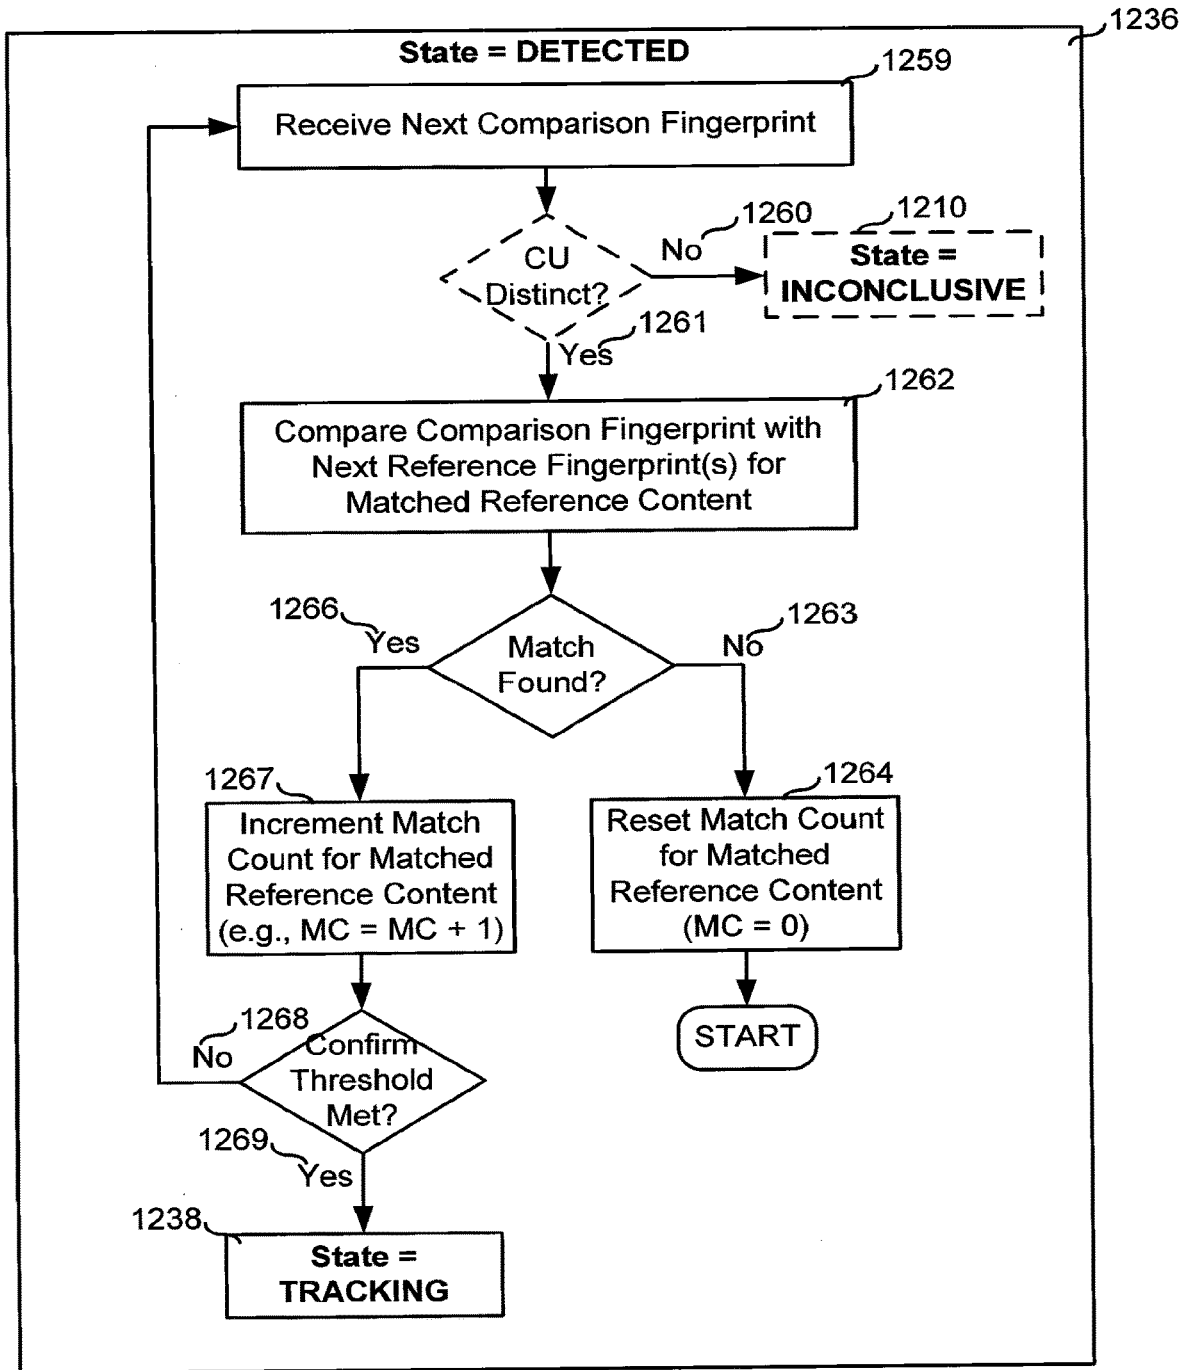 1236
State = DETECTED
1259
Receive Next Comparison Fingerprint
1260
No
1210
State =
INCONCLUSIVE
CU
Distinct?
1261
Yes
1262
Compare Comparison Fingerprint with
Next Reference Fingerprint(s) for
Matched Reference Content
1266
Yes
1263
No
Match
Found?
1267
Increment Match
Count for Matched
Reference Content
(e.g., MC = MC + 1)
1264
Reset Match Count
for Matched
Reference Content
(MC = 0)
START
1268
No
Confirm
Threshold
Met?
1269
Yes
1238
State =
TRACKING